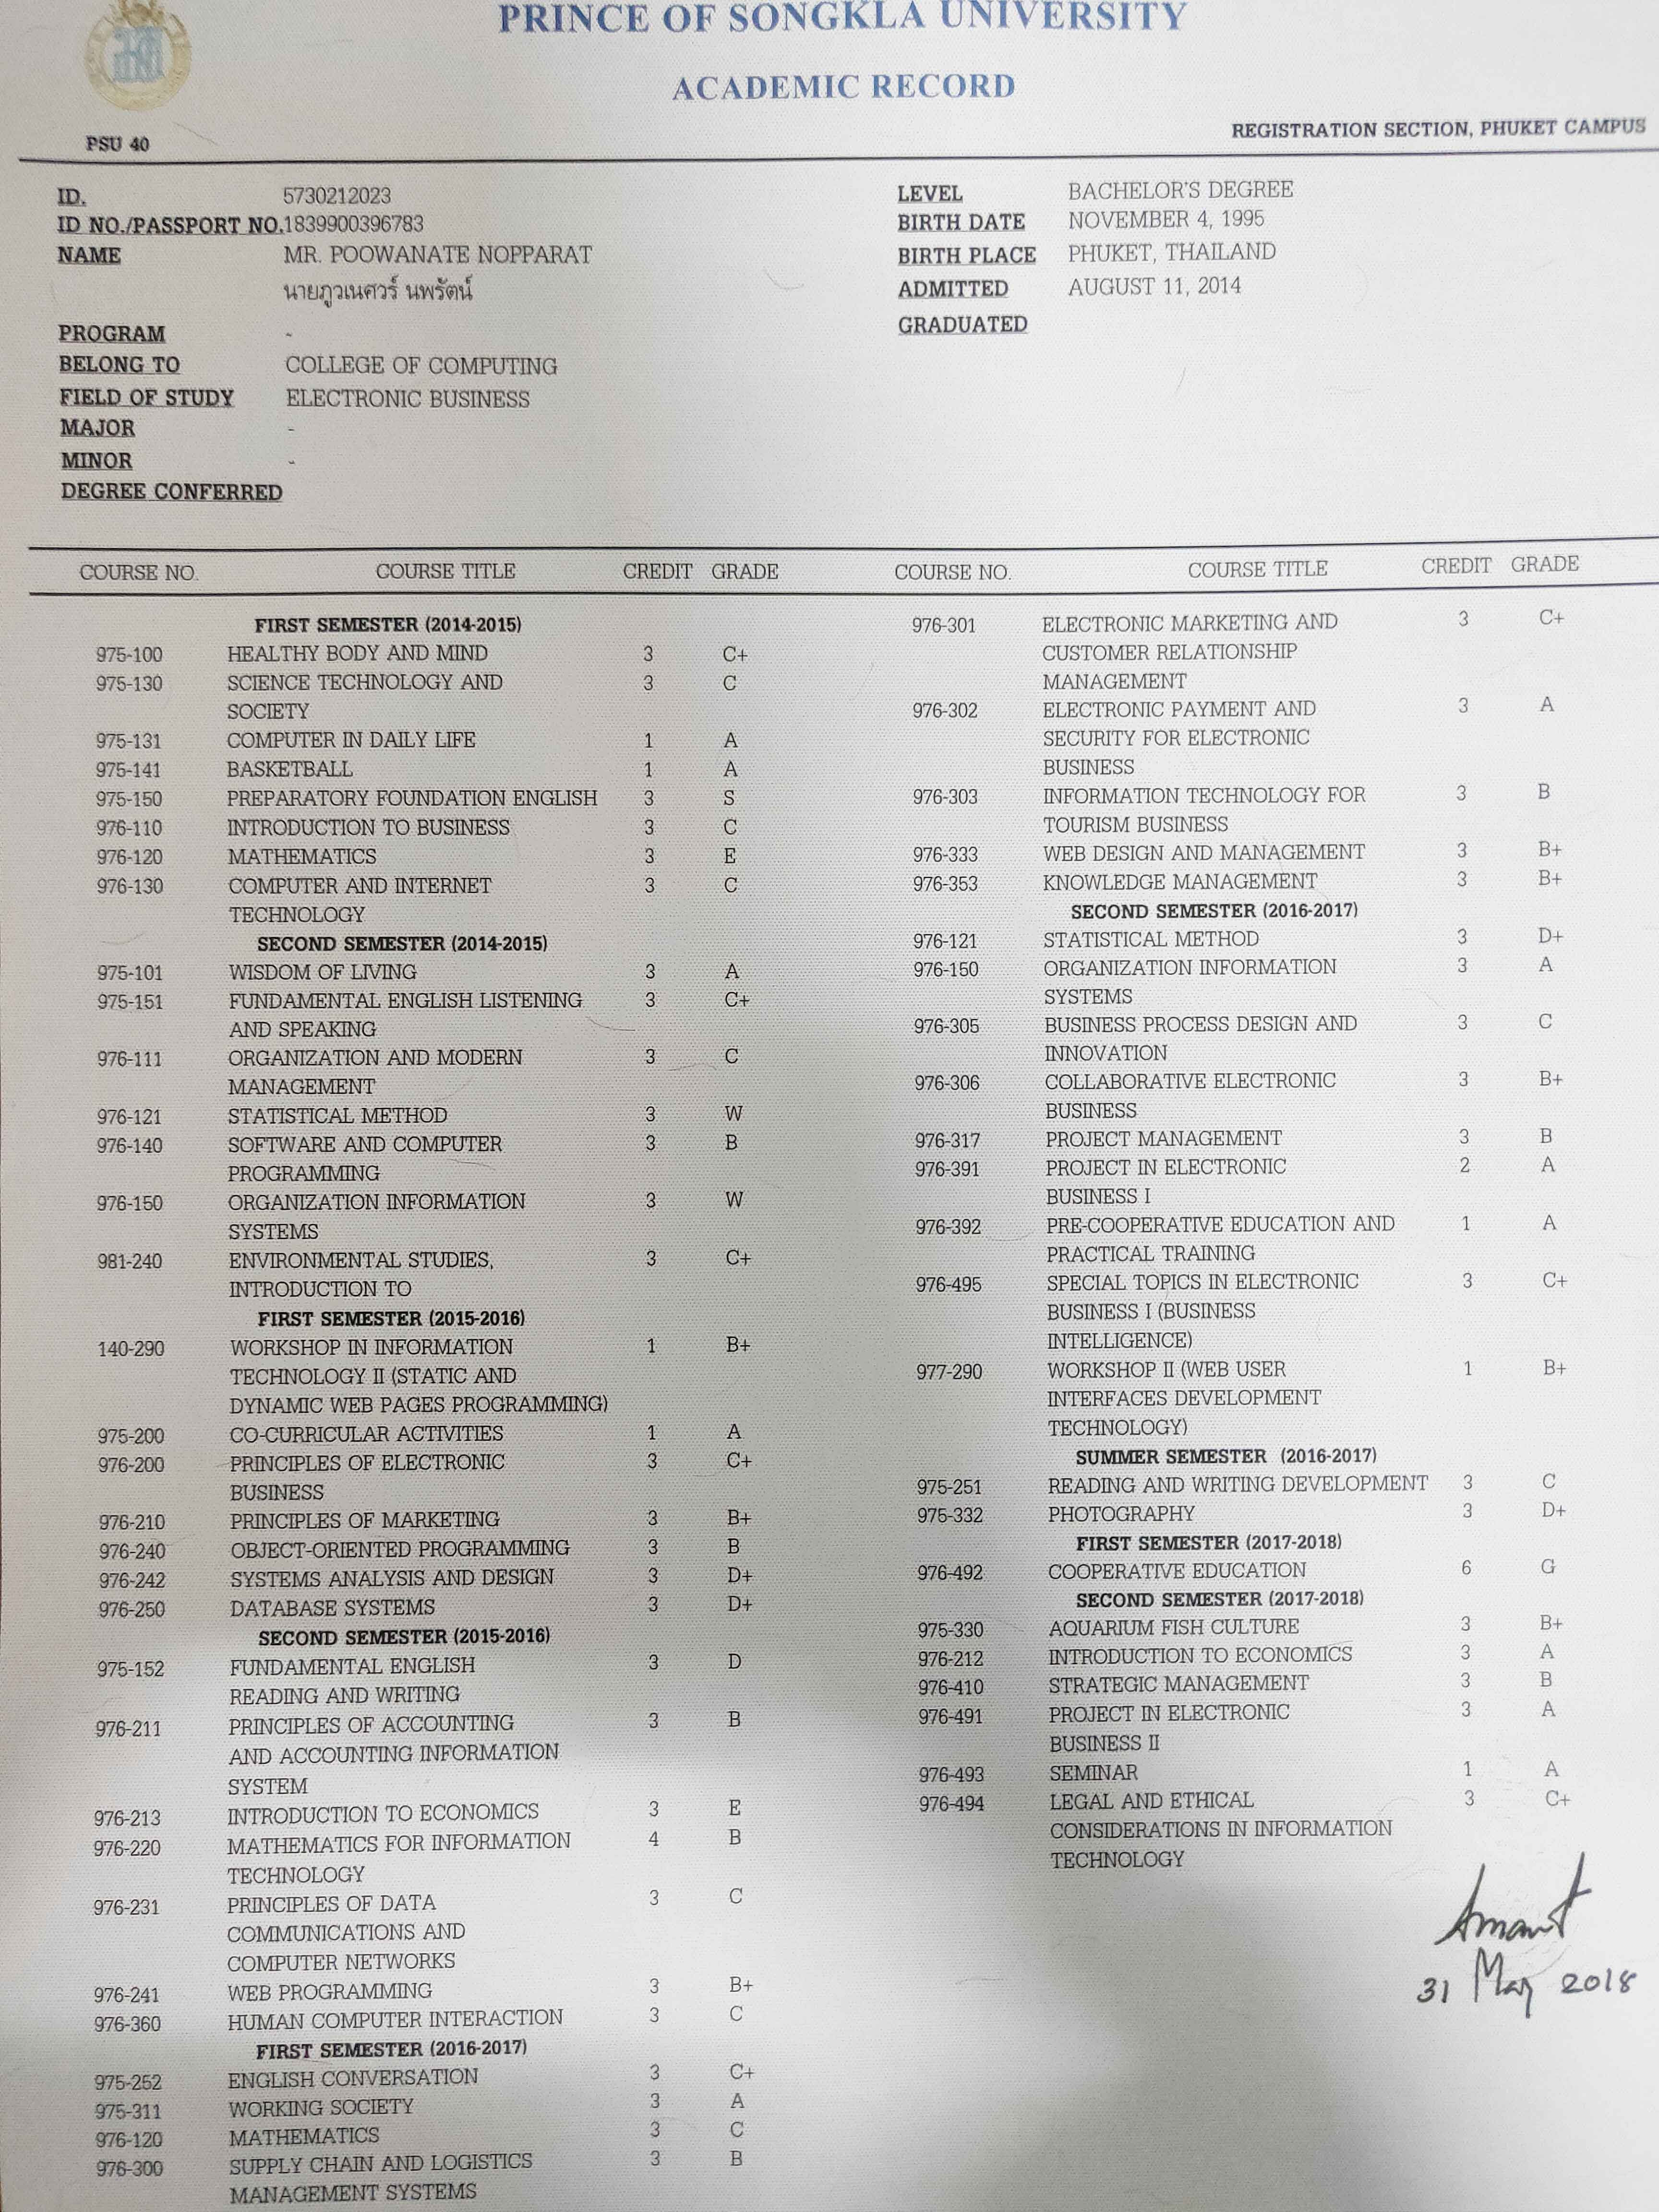 PRINCE OF SONGKLA UNIVERSITY
ACADEMIC RECORD
PSU 40
REGISTRATION SECTION, PHUKET CAMPUS
ID. 5730212023
ID NO./PASSPORT NO. 1839900396783
NAME MR. POOWANATE NOPPARAT
นายภูวเนศวร์ นพรัตน์
PROGRAM -
BELONG TO COLLEGE OF COMPUTING
FIELD OF STUDY ELECTRONIC BUSINESS
MAJOR -
MINOR -
DEGREE CONFERRED
LEVEL BACHELOR'S DEGREE
BIRTH DATE NOVEMBER 4, 1995
BIRTH PLACE PHUKET, THAILAND
ADMITTED AUGUST 11, 2014
GRADUATED
COURSE NO. COURSE TITLE CREDIT GRADE
FIRST SEMESTER (2014-2015)
975-100 HEALTHY BODY AND MIND 3 C+
975-130 SCIENCE TECHNOLOGY AND 3 C
SOCIETY
975-131 COMPUTER IN DAILY LIFE 1 A
975-141 BASKETBALL 1 A
975-150 PREPARATORY FOUNDATION ENGLISH 3 S
976-110 INTRODUCTION TO BUSINESS 3 C
976-120 MATHEMATICS 3 E
976-130 COMPUTER AND INTERNET 3 C
TECHNOLOGY
SECOND SEMESTER (2014-2015)
975-101 WISDOM OF LIVING 3 A
975-151 FUNDAMENTAL ENGLISH LISTENING 3 C+
AND SPEAKING
976-111 ORGANIZATION AND MODERN 3 C
MANAGEMENT
976-121 STATISTICAL METHOD 3 W
976-140 SOFTWARE AND COMPUTER 3 B
PROGRAMMING
976-150 ORGANIZATION INFORMATION 3 W
SYSTEMS
981-240 ENVIRONMENTAL STUDIES, 3 C+
INTRODUCTION TO
FIRST SEMESTER (2015-2016)
140-290 WORKSHOP IN INFORMATION 1 B+
TECHNOLOGY II (STATIC AND
DYNAMIC WEB PAGES PROGRAMMING)
975-200 CO-CURRICULAR ACTIVITIES 1 A
976-200 PRINCIPLES OF ELECTRONIC 3 C+
BUSINESS
976-210 PRINCIPLES OF MARKETING 3 B+
976-240 OBJECT-ORIENTED PROGRAMMING 3 B
976-242 SYSTEMS ANALYSIS AND DESIGN 3 D+
976-250 DATABASE SYSTEMS 3 D+
SECOND SEMESTER (2015-2016)
975-152 FUNDAMENTAL ENGLISH 3 D
READING AND WRITING
976-211 PRINCIPLES OF ACCOUNTING 3 B
AND ACCOUNTING INFORMATION
SYSTEM
976-213 INTRODUCTION TO ECONOMICS 3 E
976-220 MATHEMATICS FOR INFORMATION 4 B
TECHNOLOGY
976-231 PRINCIPLES OF DATA 3 C
COMMUNICATIONS AND
COMPUTER NETWORKS
976-241 WEB PROGRAMMING 3 B+
976-360 HUMAN COMPUTER INTERACTION 3 C
FIRST SEMESTER (2016-2017)
975-252 ENGLISH CONVERSATION 3 C+
975-311 WORKING SOCIETY 3 A
976-120 MATHEMATICS 3 C
976-300 SUPPLY CHAIN AND LOGISTICS 3 B
MANAGEMENT SYSTEMS
COURSE NO. COURSE TITLE CREDIT GRADE
976-301 ELECTRONIC MARKETING AND 3 C+
CUSTOMER RELATIONSHIP
MANAGEMENT
976-302 ELECTRONIC PAYMENT AND 3 A
SECURITY FOR ELECTRONIC
BUSINESS
976-303 INFORMATION TECHNOLOGY FOR 3 B
TOURISM BUSINESS
976-333 WEB DESIGN AND MANAGEMENT 3 B+
976-353 KNOWLEDGE MANAGEMENT 3 B+
SECOND SEMESTER (2016-2017)
976-121 STATISTICAL METHOD 3 D+
976-150 ORGANIZATION INFORMATION 3 A
SYSTEMS
976-305 BUSINESS PROCESS DESIGN AND 3 C
INNOVATION
976-306 COLLABORATIVE ELECTRONIC 3 B+
BUSINESS
976-317 PROJECT MANAGEMENT 3 B
976-391 PROJECT IN ELECTRONIC 2 A
BUSINESS I
976-392 PRE-COOPERATIVE EDUCATION AND 1 A
PRACTICAL TRAINING
976-495 SPECIAL TOPICS IN ELECTRONIC 3 C+
BUSINESS I (BUSINESS
INTELLIGENCE)
977-290 WORKSHOP II (WEB USER 1 B+
INTERFACES DEVELOPMENT
TECHNOLOGY)
SUMMER SEMESTER (2016-2017)
975-251 READING AND WRITING DEVELOPMENT 3 C
975-332 PHOTOGRAPHY 3 D+
FIRST SEMESTER (2017-2018)
976-492 COOPERATIVE EDUCATION 6 G
SECOND SEMESTER (2017-2018)
975-330 AQUARIUM FISH CULTURE 3 B+
976-212 INTRODUCTION TO ECONOMICS 3 A
976-410 STRATEGIC MANAGEMENT 3 B
976-491 PROJECT IN ELECTRONIC 3 A
BUSINESS II
976-493 SEMINAR 1 A
976-494 LEGAL AND ETHICAL 3 C+
CONSIDERATIONS IN INFORMATION
TECHNOLOGY
31 May 2018